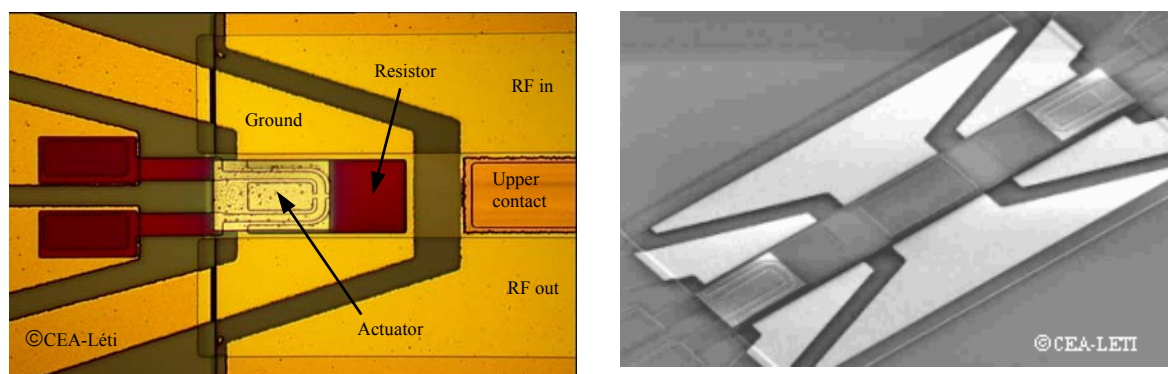 Resistor
RF in
Ground
Upper
contact
RF out
Actuator
©CEA-Léti
©CEA-LETI